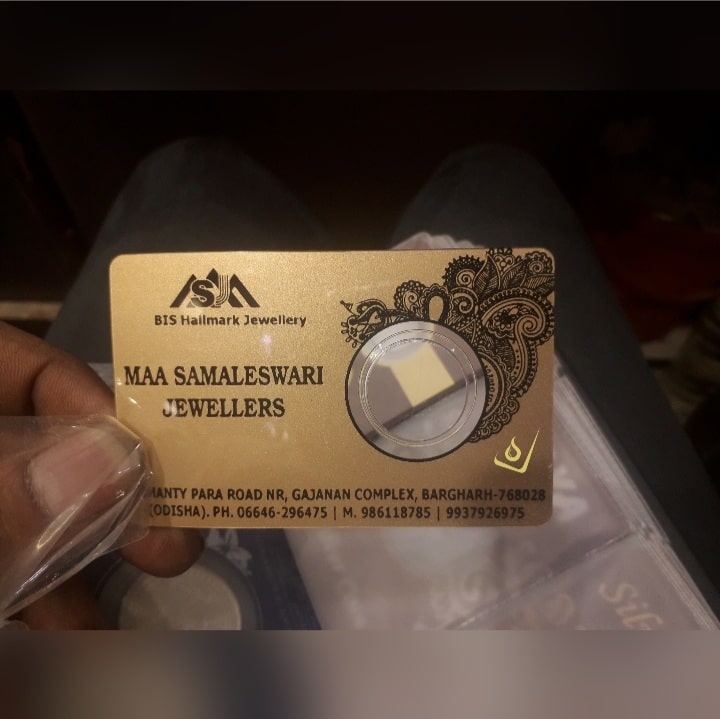 SJ
BIS Hallmark Jewellery
MAA SAMALESWARI
JEWELLERS
PARA ROAD NR, GAJANAN COMPLEX, BARGHARH-768028
(ODISHA). PH. 06646-296475 | M. 986118785 | 9937926975